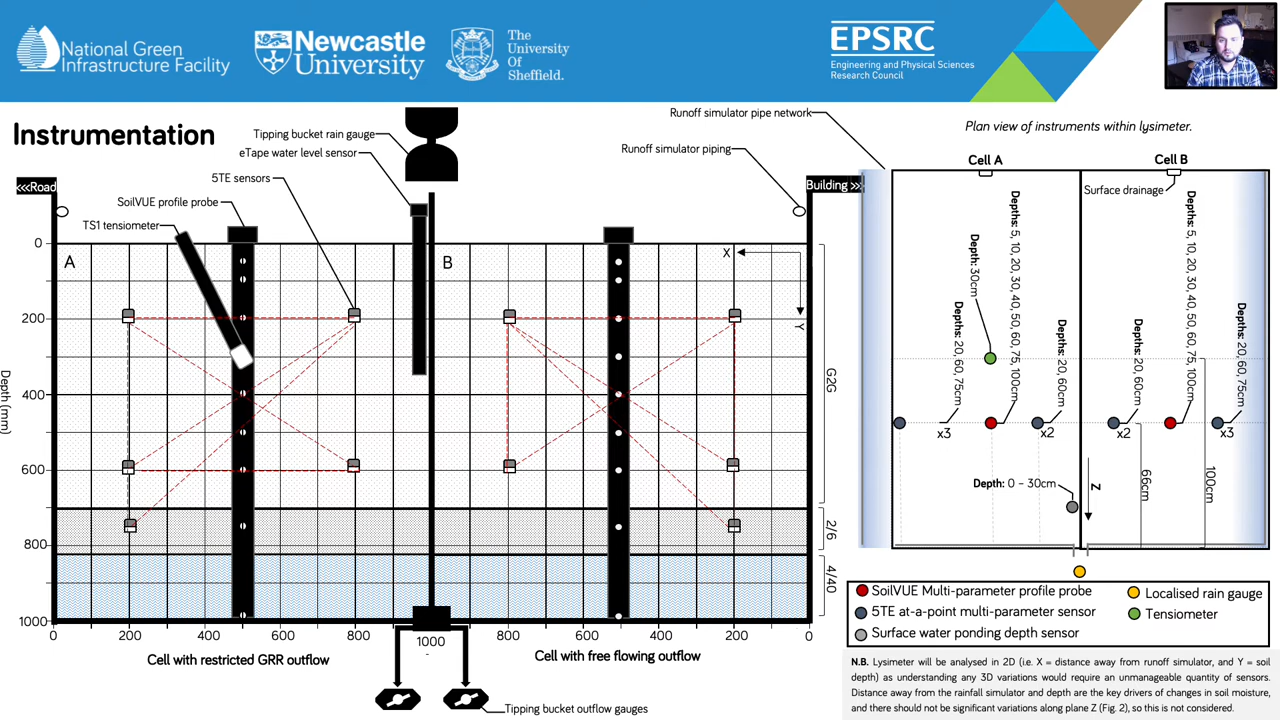 National Green
Infrastructure Facility
Newcastle
University
The
University
Of
Sheffield.
EPSRC
Engineering and Physical Sciences
Research Council
Instrumentation
Tipping bucket rain gauge
eTape water level sensor
5TE sensors
SoilVUE profile probe
TS1 tensiometer
Runoff simulator pipe network
Runoff simulator piping
<<<Road
Building >>>
A
B
X
Y
Depth (mm)
0
200
400
600
800
1000
0
200
400
600
800
1000
-
800
600
400
200
0
G2G
2/6
4/40
Cell with restricted GRR outflow
Cell with free flowing outflow
Tipping bucket outflow gauges
Plan view of instruments within lysimeter.
Cell A
Cell B
Surface drainage
Depth: 30cm
Depths: 5, 10, 20, 30, 40, 50, 60, 75, 100cm
Depths: 20, 60, 75cm
Depths: 20, 60cm
Depths: 20, 60cm
Depths: 5, 10, 20, 30, 40, 50, 60, 75, 100cm
Depths: 20, 60, 75cm
x3
x2
x2
x3
Depth: 0 – 30cm
Z
66cm
100cm
SoilVUE Multi-parameter profile probe
5TE at-a-point multi-parameter sensor
Surface water ponding depth sensor
Localised rain gauge
Tensiometer
N.B. Lysimeter will be analysed in 2D (i.e. X = distance away from runoff simulator, and Y = soil
depth) as understanding any 3D variations would require an unmanageable quantity of sensors.
Distance away from the rainfall simulator and depth are the key drivers of changes in soil moisture,
and there should not be significant variations along plane Z (Fig. 2), so this is not considered.